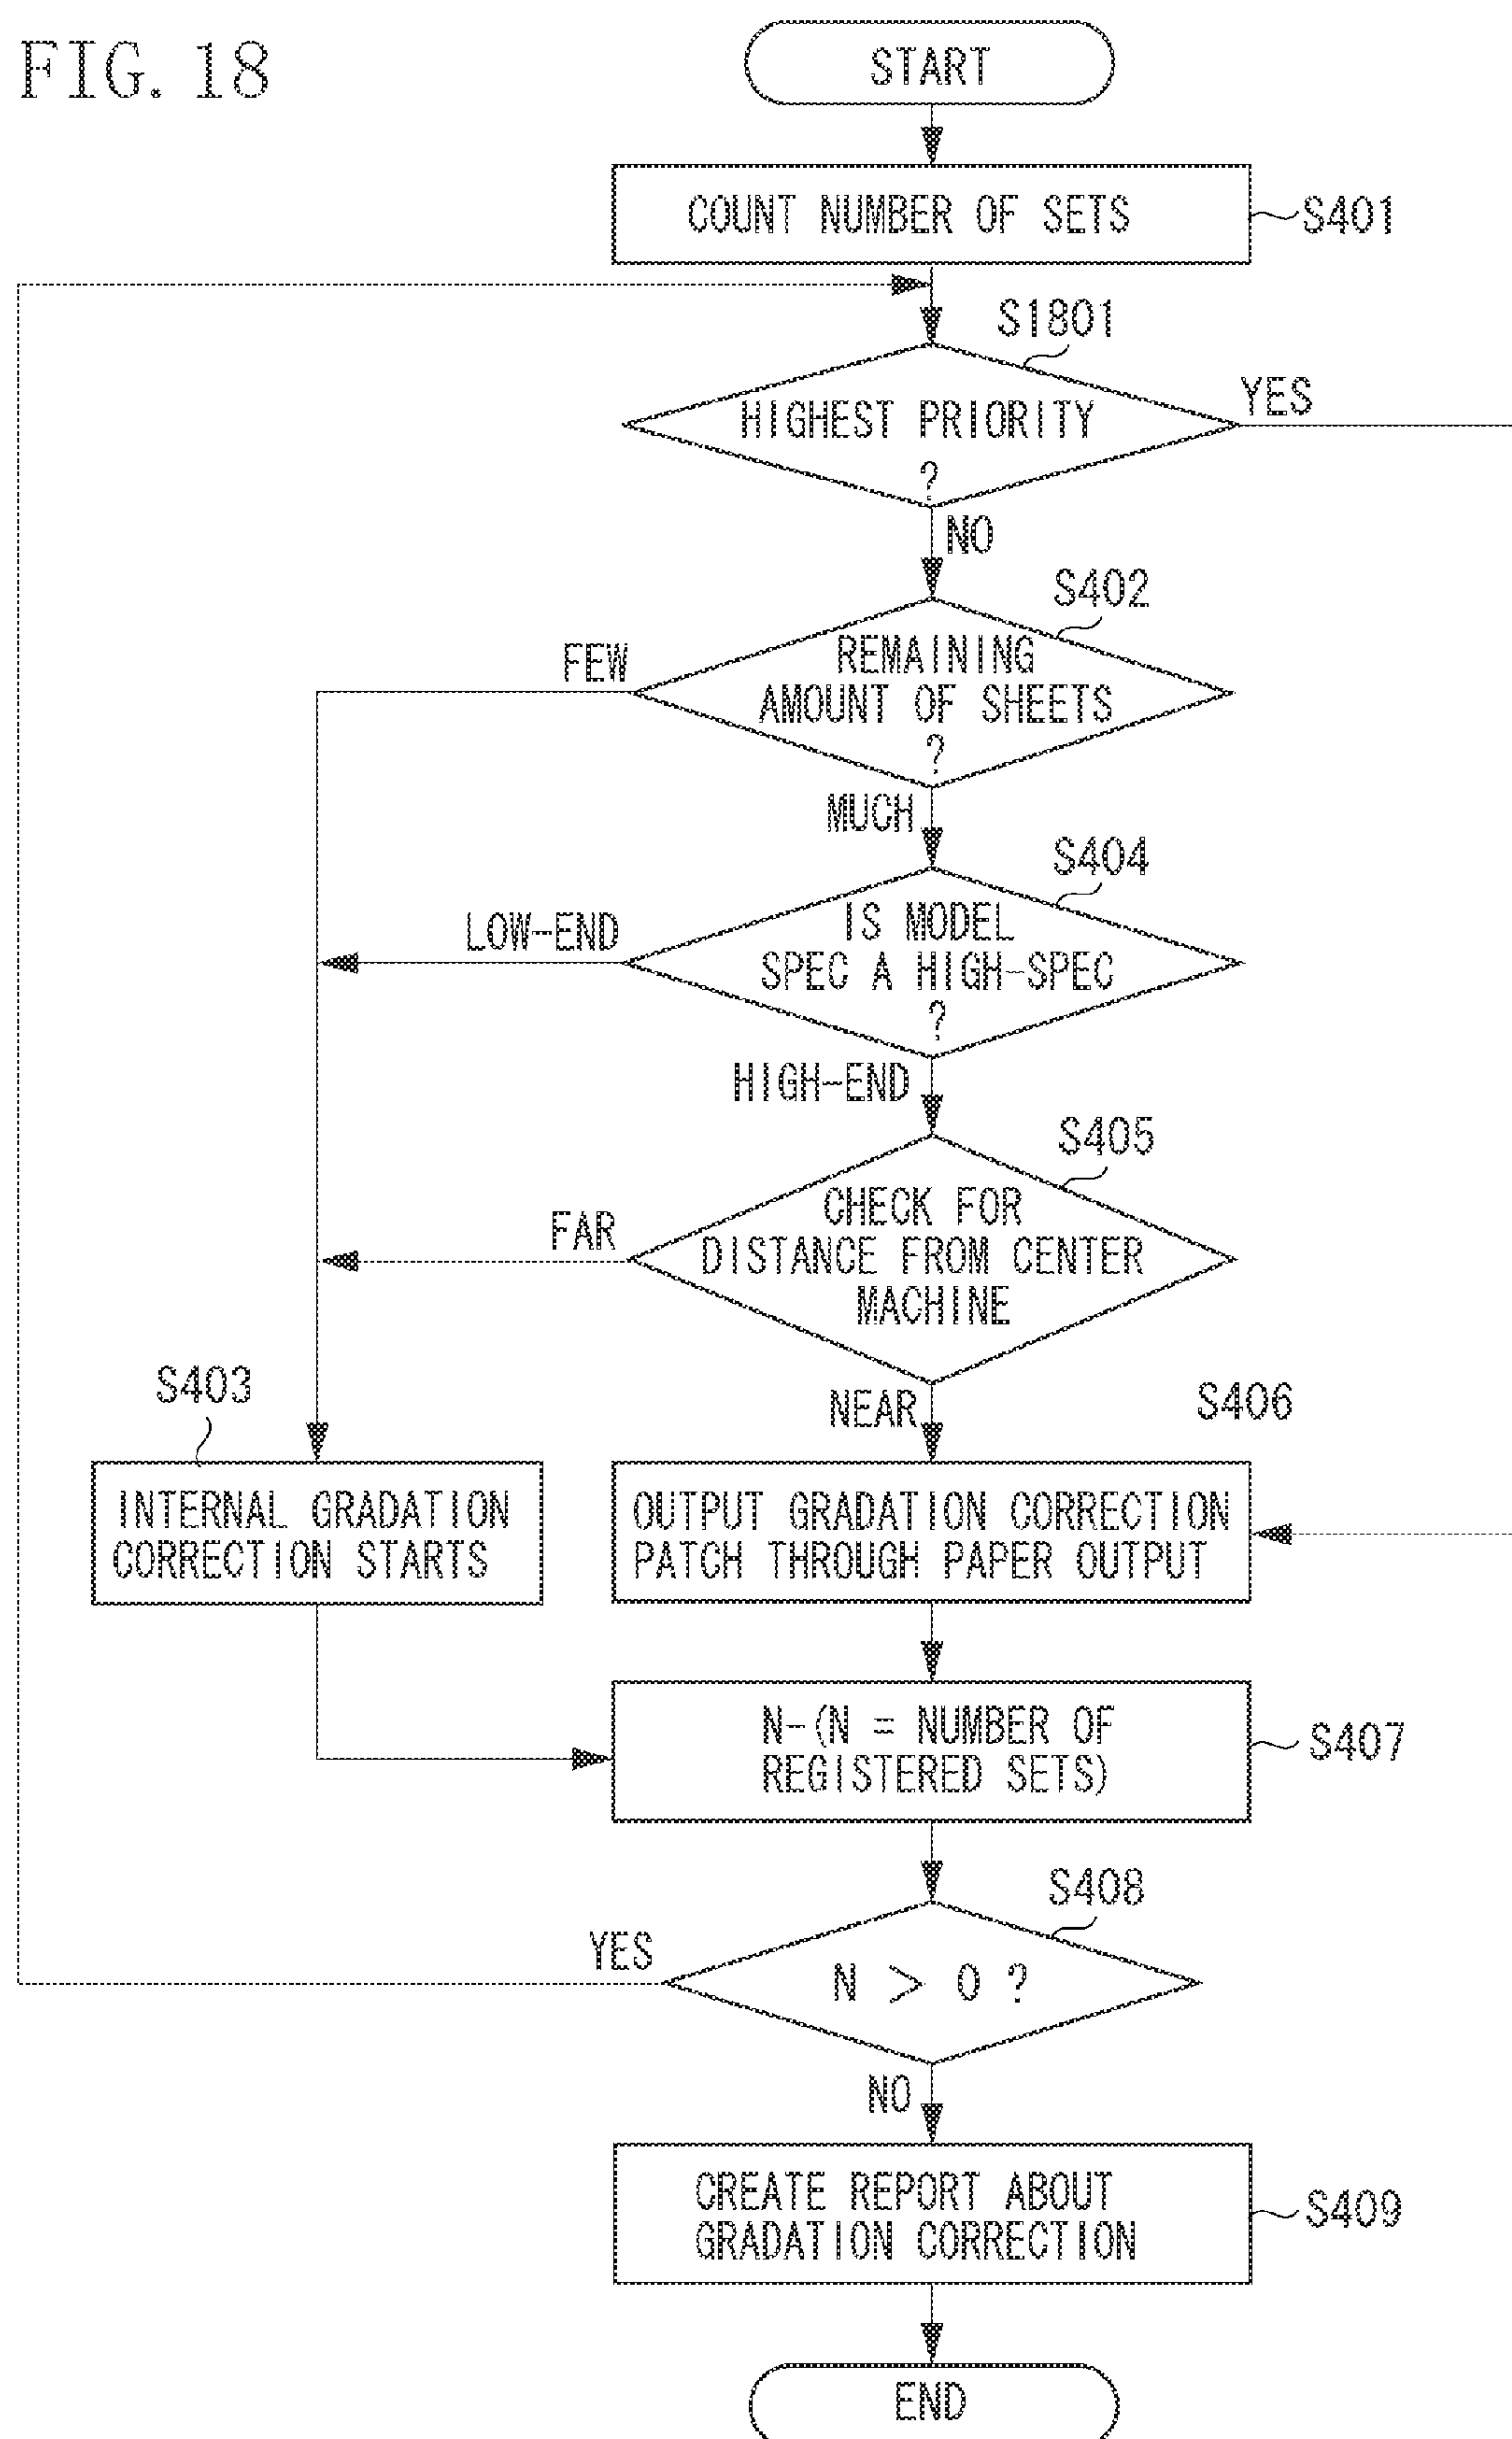 FIG. 18
START
COUNT NUMBER OF SETS
S401
S1801
HIGHEST PRIORITY
?
YES
NO
S402
FEW
REMAINING
AMOUNT OF SHEETS
?
MUCH
S404
LOW-END
IS MODEL
SPEC A HIGH-SPEC
?
HIGH-END
S405
FAR
CHECK FOR
DISTANCE FROM CENTER
MACHINE
NEAR
S406
S403
INTERNAL GRADATION
CORRECTION STARTS
OUTPUT GRADATION CORRECTION
PATCH THROUGH PAPER OUTPUT
N-(N = NUMBER OF
REGISTERED SETS)
S407
S408
YES
N > 0 ?
NO
CREATE REPORT ABOUT
GRADATION CORRECTION
S409
END